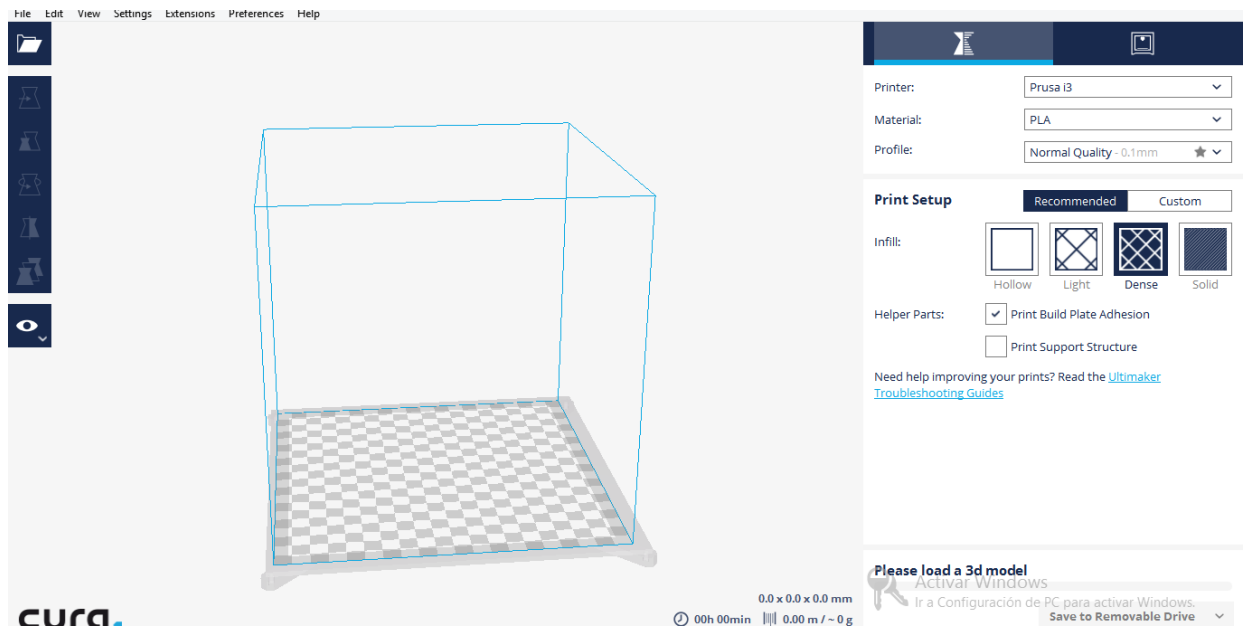 File Edit View Settings Extensions Preferences Help
Printer: Prusa i3
Material: PLA
Profile: Normal Quality - 0.1mm
Print Setup Recommended Custom
Infill:
Hollow Light Dense Solid
Helper Parts: Print Build Plate Adhesion
Print Support Structure
Need help improving your prints? Read the Ultimaker
Troubleshooting Guides
Please load a 3d model
Activar Windows
Ir a Configuración de PC para activar Windows.
0.0 x 0.0 x 0.0 mm
00h 00min 0.00 m / ~ 0 g
Save to Removable Drive
cura.